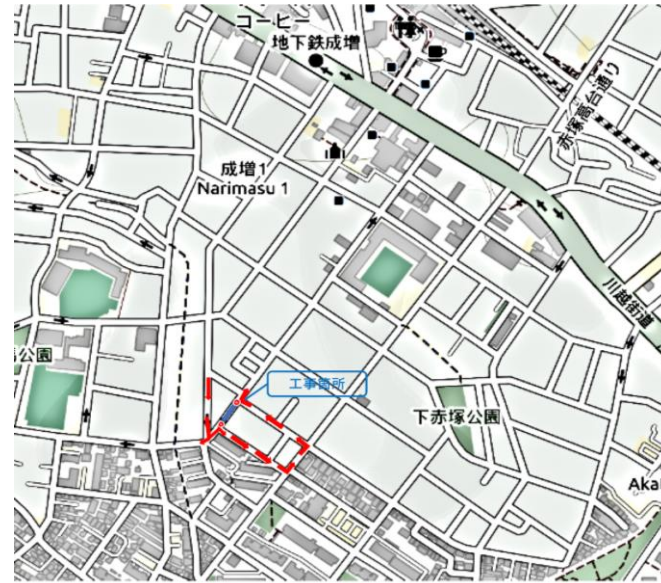 コーヒー
地下鉄成増
赤塚高台通り
成増1
Narimasu 1
川越街道
公園
工事箇所
下赤塚公園
Aka